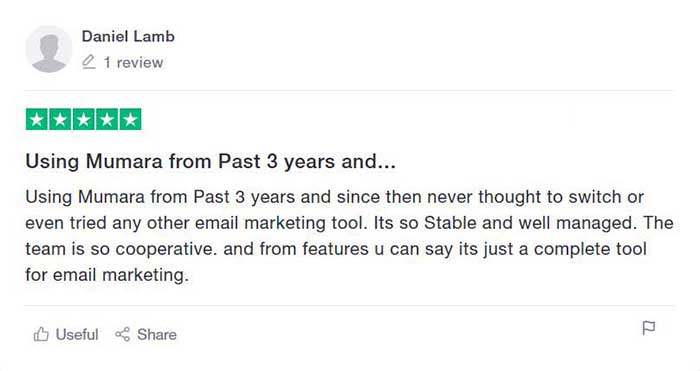 Daniel Lamb
1 review
Using Mumara from Past 3 years and...
Using Mumara from Past 3 years and since then never thought to switch or
even tried any other email marketing tool. Its so Stable and well managed. The
team is so cooperative. and from features u can say its just a complete tool
for email marketing.
Useful Share